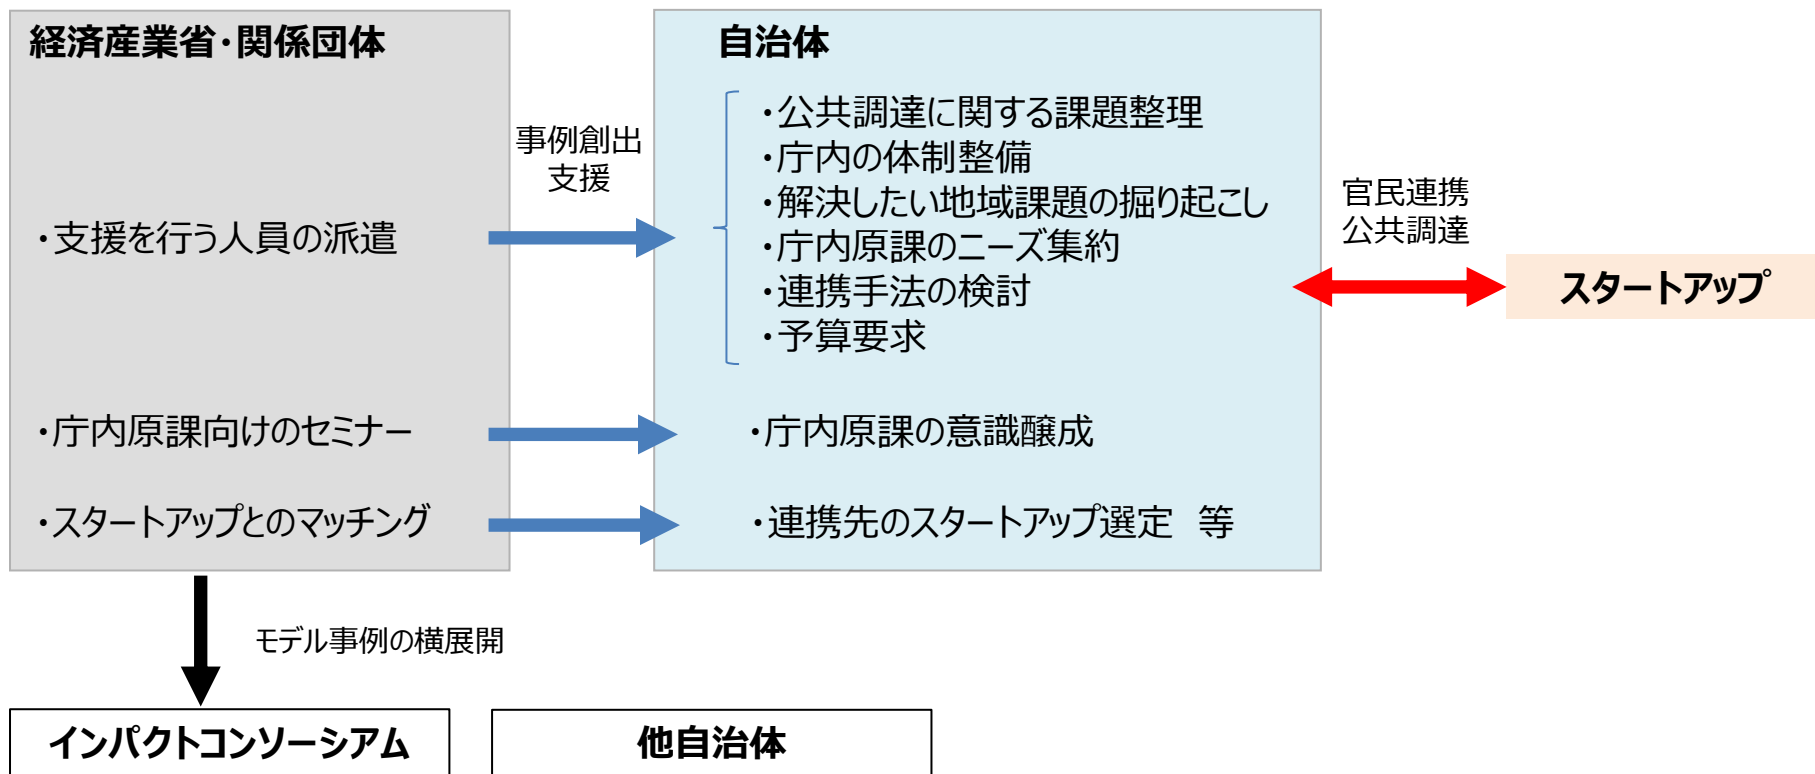 経済産業省・関係団体
・支援を行う人員の派遣
・庁内原課向けのセミナー
・スタートアップとのマッチング
事例創出
支援
自治体
・公共調達に関する課題整理
・庁内の体制整備
・解決したい地域課題の掘り起こし
・庁内原課のニーズ集約
・連携手法の検討
・予算要求
・庁内原課の意識醸成
・連携先のスタートアップ選定　等
官民連携
公共調達
スタートアップ
モデル事例の横展開
インパクトコンソーシアム
他自治体